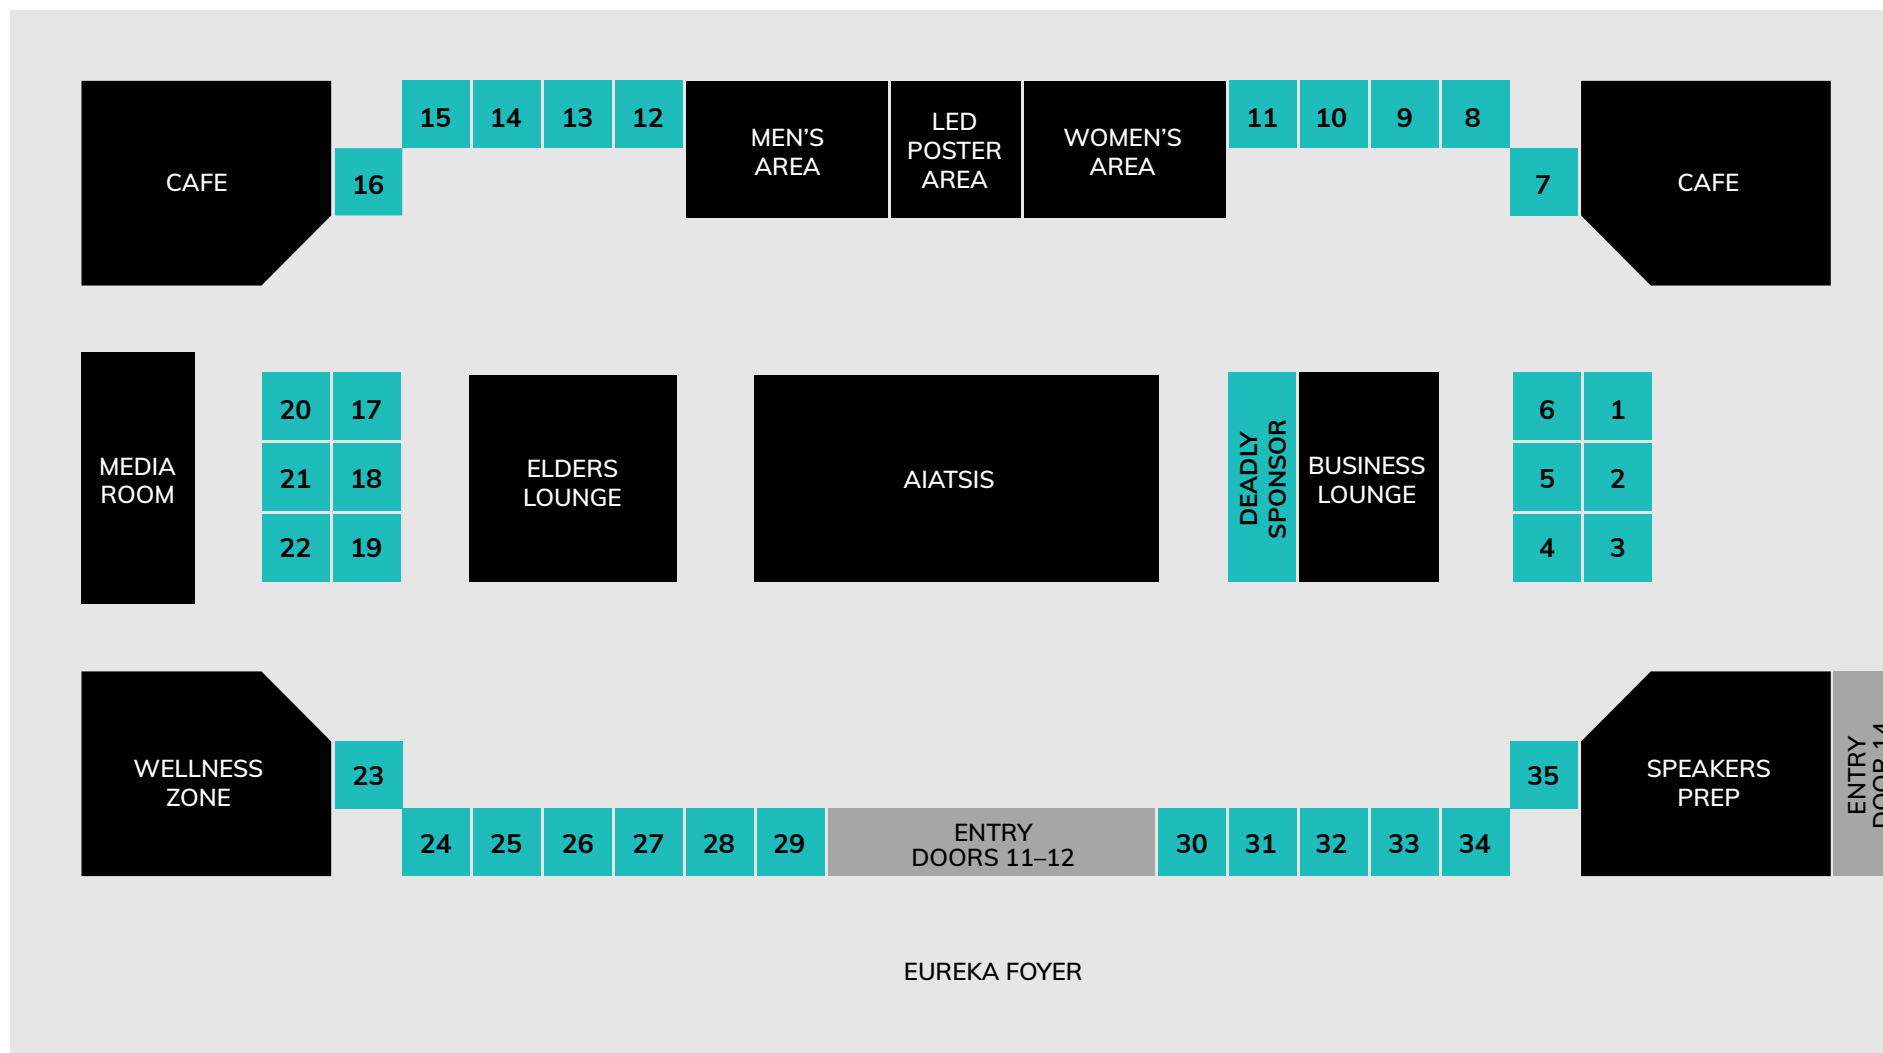 15
14
13
12
MEN’S
AREA
LED
POSTER
AREA
WOMEN’S
AREA
11
10
9
8
CAFE
16
7
CAFE
MEDIA
ROOM
20
17
21
18
22
19
ELDERS
LOUNGE
AIATSIS
DEADLY
SPONSOR
BUSINESS
LOUNGE
6
1
5
2
4
3
WELLNESS
ZONE
23
24
25
26
27
28
29
ENTRY
DOORS 11–12
30
31
32
33
34
35
SPEAKERS
PREP
ENTRY
DOOR 14
EUREKA FOYER